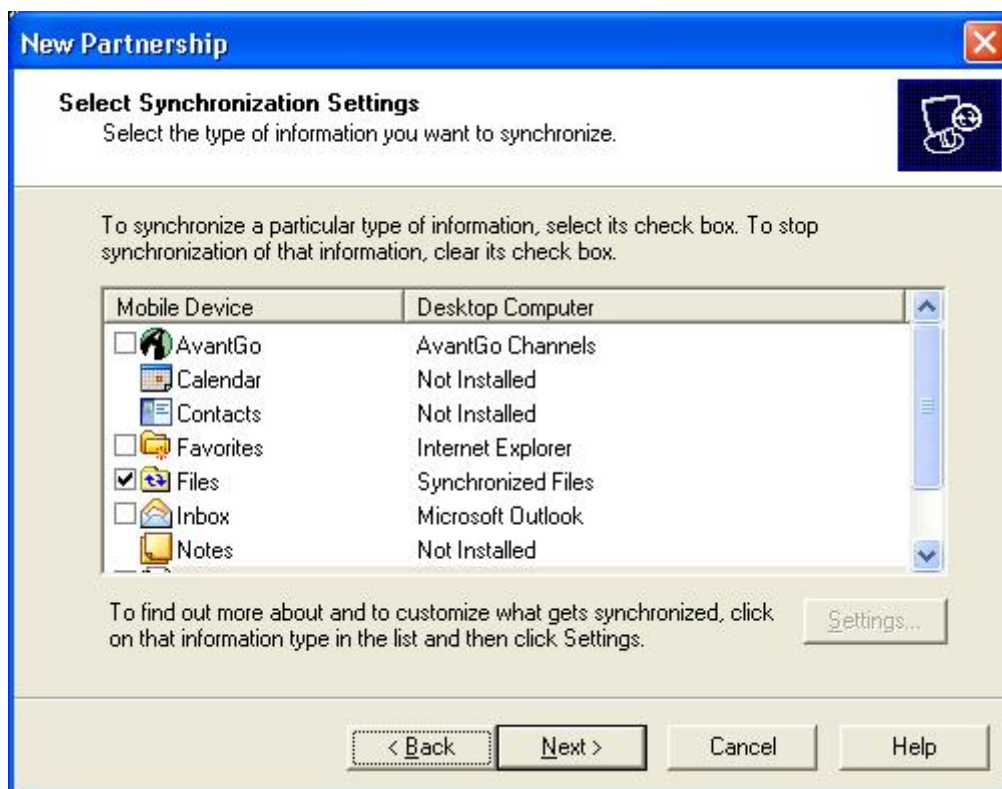 New Partnership
Select Synchronization Settings
Select the type of information you want to synchronize.
To synchronize a particular type of information, select its check box. To stop
synchronization of that information, clear its check box.
Mobile Device Desktop Computer
AvantGo AvantGo Channels
Calendar Not Installed
Contacts Not Installed
Favorites Internet Explorer
Files Synchronized Files
Inbox Microsoft Outlook
Notes Not Installed
To find out more about and to customize what gets synchronized, click
on that information type in the list and then click Settings.
Settings...
< Back Next > Cancel Help